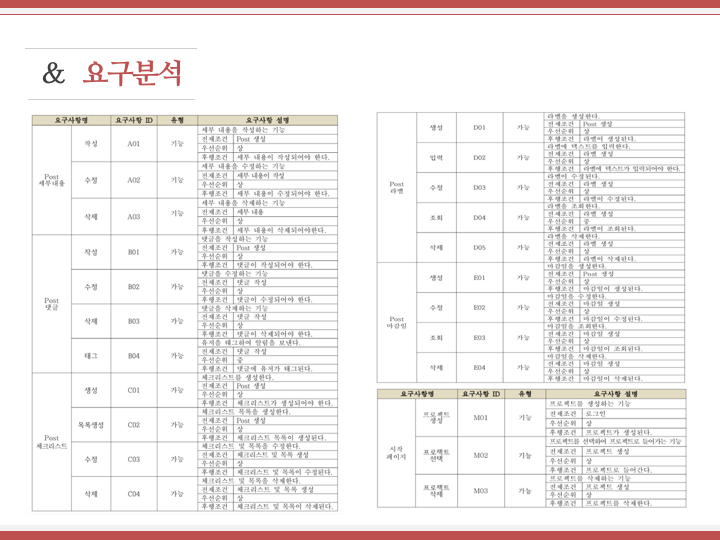 & 요구분석
요구사항명 요구사항 ID 유형 요구사항 설명
Post 세부내용
작성 A01 기능 세부 내용을 작성하는 기능
전제조건 Post 생성
우선순위 상
후행조건 세부 내용이 작성되어야 한다.
수정 A02 기능 세부 내용을 수정하는 기능
전제조건 세부 내용이 작성
우선순위 상
후행조건 세부 내용이 수정되어야 한다.
삭제 A03 기능 세부 내용을 삭제하는 기능
전제조건 세부 내용
우선순위 상
후행조건 세부 내용이 삭제되어야한다.
Post 댓글
작성 B01 가능 댓글을 작성하는 기능
전제조건 Post 생성
우선순위 상
후행조건 댓글이 작성되어야 한다.
수정 B02 가능 댓글을 수정하는 기능
전제조건 댓글 작성
우선순위 상
후행조건 댓글이 수정되어야 한다.
삭제 B03 가능 댓글을 삭제하는 기능
전제조건 댓글 작성
우선순위 상
후행조건 댓글이 삭제되어야 한다.
태그 B04 가능 유저를 태그하여 알림을 보낸다.
전제조건 댓글 작성
우선순위 중
후행조건 댓글에 유저가 태그된다.
Post 체크리스트
생성 C01 가능 체크리스트를 생성한다.
전제조건 Post 생성
우선순위 상
후행조건 체크리스트가 생성되어야 한다.
목록생성 C02 가능 체크리스트 목록을 생성한다.
전제조건 Post 생성
우선순위 상
후행조건 체크리스트 목록이 생성된다.
수정 C03 가능 체크리스트 및 목록을 수정한다.
전제조건 체크리스트 및 목록 생성
우선순위 상
후행조건 체크리스트 및 목록이 수정된다.
삭제 C04 가능 체크리스트 및 목록을 삭제한다.
전제조건 체크리스트 및 목록 생성
우선순위 상
후행조건 체크리스트 및 목록이 삭제된다.
Post 라벨
생성 D01 가능 라벨을 생성한다.
전제조건 Post 생성
우선순위 상
후행조건 라벨이 생성된다.
입력 D02 가능 라벨에 텍스트를 입력한다.
전제조건 라벨 생성
우선순위 상
후행조건 라벨에 텍스트가 입력되어야 한다.
수정 D03 가능 라벨이 수정된다.
전제조건 라벨 생성
우선순위 상
후행조건 라벨이 수정된다.
조회 D04 가능 라벨을 조회한다.
전제조건 라벨 생성
우선순위 중
후행조건 라벨이 조회된다.
삭제 D05 가능 라벨을 삭제한다.
전제조건 라벨 생성
우선순위 상
후행조건 라벨이 삭제된다.
Post 마감일
생성 E01 가능 마감일을 생성한다.
전제조건 Post 생성
우선순위 상
후행조건 마감일이 생성된다.
수정 E02 가능 마감일을 수정한다.
전제조건 마감일 생성
우선순위 상
후행조건 마감일이 수정된다.
조회 E03 가능 마감일을 조회한다.
전제조건 마감일 생성
우선순위 상
후행조건 마감일이 조회된다.
삭제 E04 가능 마감일을 삭제한다.
전제조건 마감일 생성
우선순위 상
후행조건 마감일이 삭제된다.
요구사항명 요구사항 ID 유형 요구사항 설명
시작 페이지
프로젝트 생성 M01 기능 프로젝트를 생성하는 기능
전제조건 로그인
우선순위 상
후행조건 프로젝트가 생성된다.
프로젝트 선택 M02 기능 프로젝트를 선택하여 프로젝트로 들어가는 기능
전제조건 프로젝트 생성
우선순위 상
후행조건 프로젝트로 들어간다.
프로젝트 삭제 M03 기능 프로젝트를 삭제하는 기능
전제조건 프로젝트 생성
우선순위 상
후행조건 프로젝트를 삭제한다.